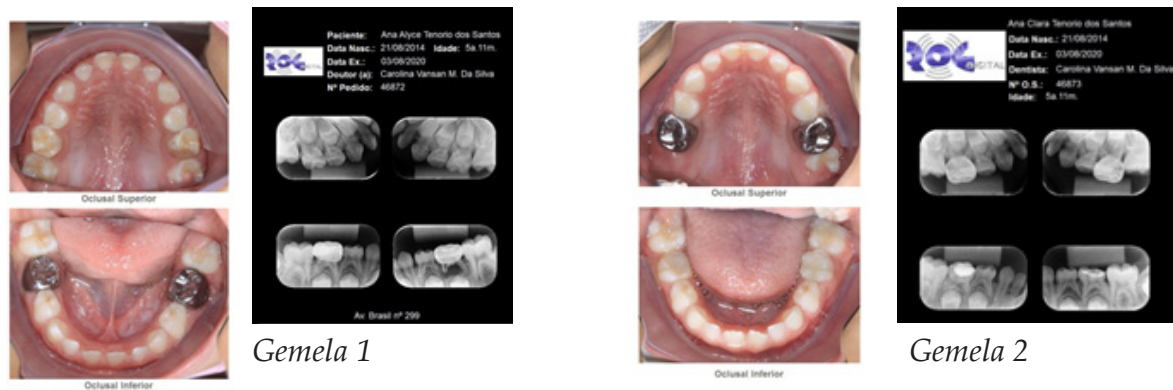 Oclusal Superior
Oclusal Inferior
Paciente: Ana Alyce Tenorio dos Santos
Data Nasc.: 21/08/2014 Idade: 5a.11m.
Data Ex.: 03/08/2020
Doutor (a): Carolina Vansan M. Da Silva
Nº Pedido: 46872
Av. Brasil nº 299
Gemela 1
Oclusal Superior
Oclusal Inferior
Ana Clara Tenorio dos Santos
Data Nasc.: 21/08/2014
Data Ex.: 03/08/2020
Dentista: Carolina Vansan M. Da Silva
Nº O.S.: 46873
Idade: 5a.11m.
Gemela 2